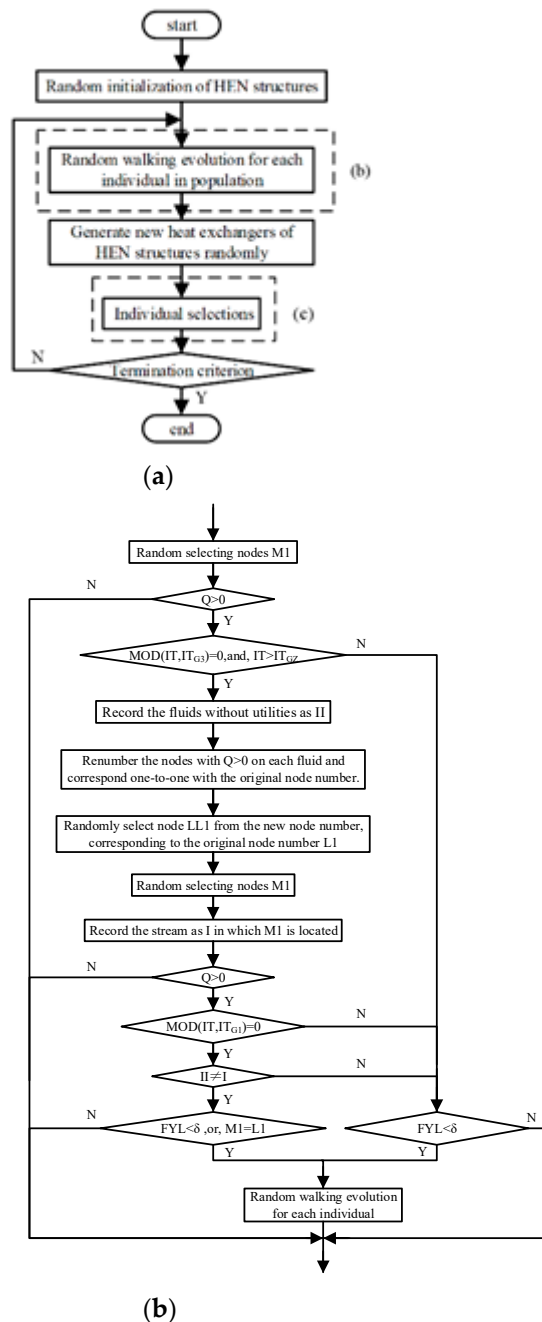 start
Random initialization of HEN structures
Random walking evolution for each
individual in population
(b)
Generate new heat exchangers of
HEN structures randomly
Individual selections
(c)
N
Termination criterion
Y
end
(a)
Random selecting nodes M1
N
Q>0
Y
MOD(IT,ITG3)=0,and, IT>ITGZ
N
Y
Record the fluids without utilities as II
Renumber the nodes with Q>0 on each fluid and
correspond one-to-one with the original node number.
Randomly select node LL1 from the new node number,
corresponding to the original node number L1
Random selecting nodes M1
Record the stream as I in which M1 is located
N
Q>0
Y
N
MOD(IT,ITG1)=0
Y
N
II≠I
Y
N
FYL<δ ,or, M1=L1
FYL<δ
N
Y
Y
Random walking evolution
for each individual
(b)